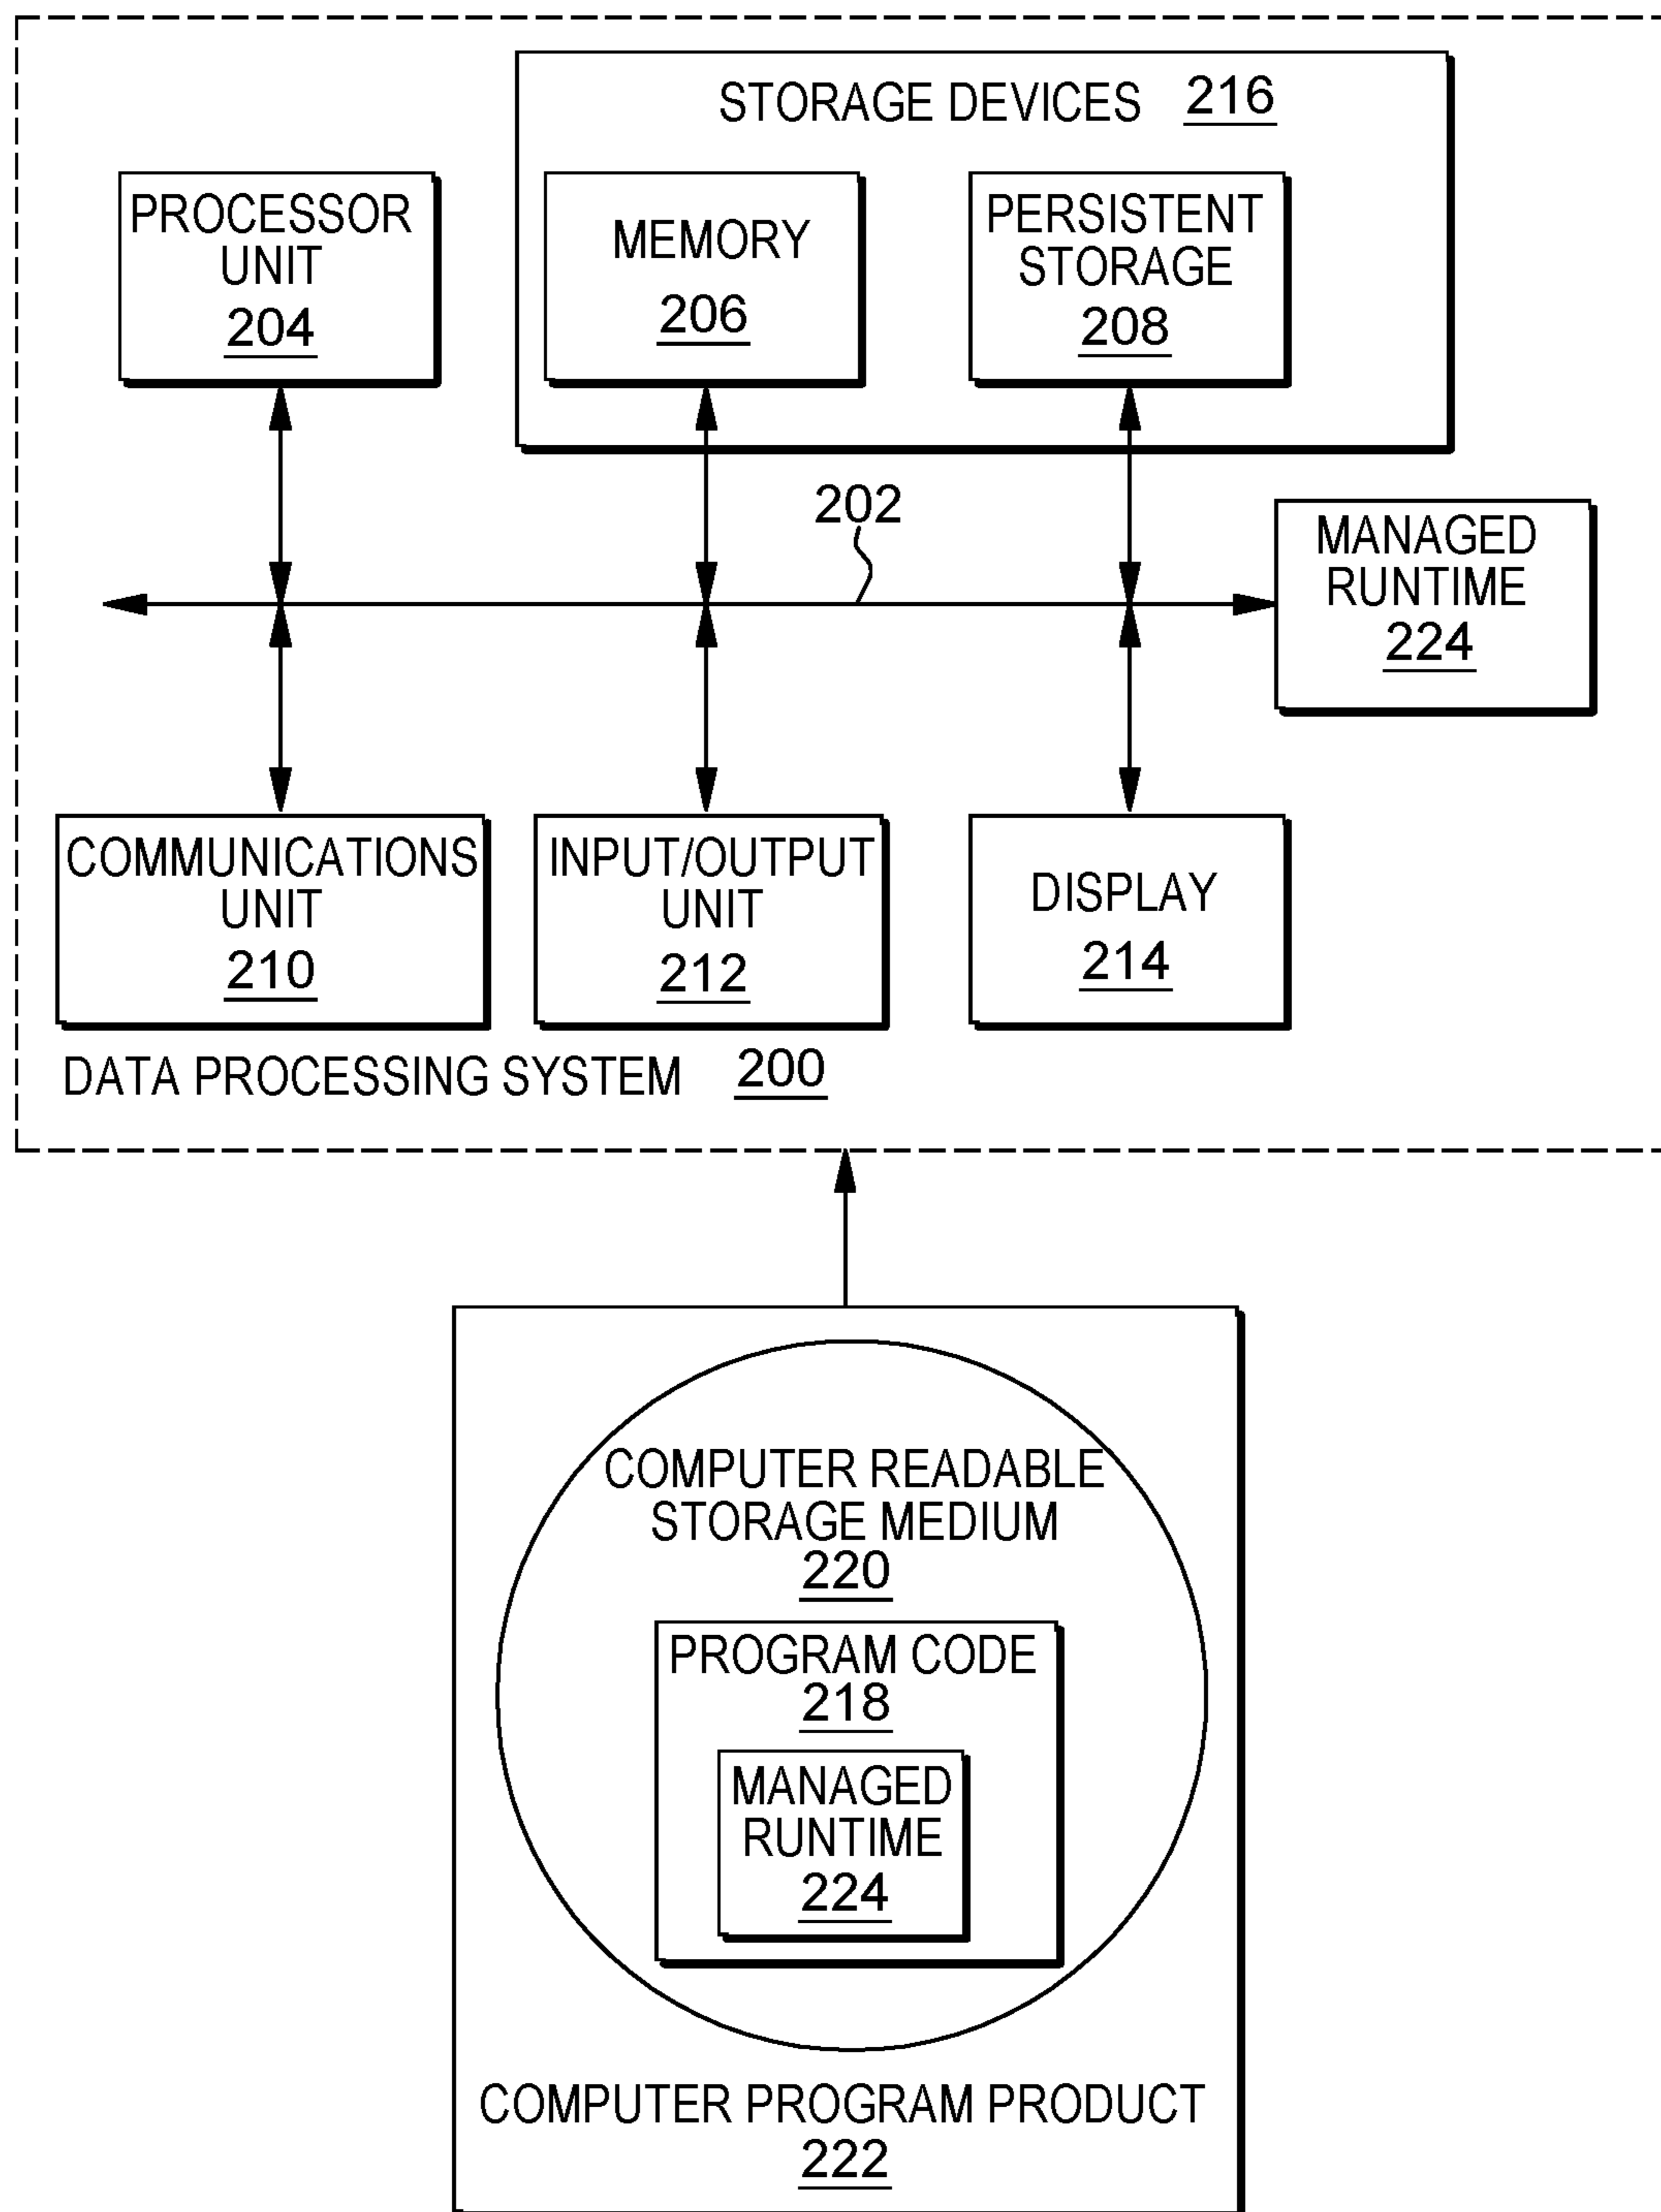 STORAGE DEVICES 216
PROCESSOR
UNIT
204
MEMORY
206
PERSISTENT
STORAGE
208
202
MANAGED
RUNTIME
224
COMMUNICATIONS
UNIT
210
INPUT/OUTPUT
UNIT
212
DISPLAY
214
DATA PROCESSING SYSTEM 200
COMPUTER READABLE
STORAGE MEDIUM
220
PROGRAM CODE
218
MANAGED
RUNTIME
224
COMPUTER PROGRAM PRODUCT
222